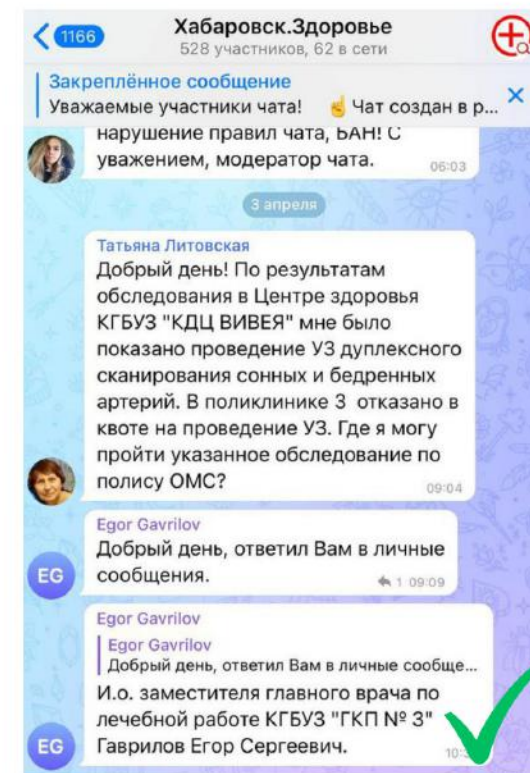 1166
Хабаровск.Здоровье
528 участников, 62 в сети
Закреплённое сообщение
Уважаемые участники чата! ☝️ Чат создан в р...
нарушение правил чата, БАН! С
уважением, модератор чата.
06:03
3 апреля
Татьяна Литовская
Добрый день! По результатам
обследования в Центре здоровья
КГБУЗ "КДЦ ВИВЕЯ" мне было
показано проведение УЗ дуплексного
сканирования сонных и бедренных
артерий. В поликлинике 3 отказано в
квоте на проведение УЗ. Где я могу
пройти указанное обследование по
полису ОМС?
09:04
Egor Gavrilov
Добрый день, ответил Вам в личные
сообщения.
1 09:09
EG
Egor Gavrilov
Egor Gavrilov
Добрый день, ответил Вам в личные сообще...
И.о. заместителя главного врача по
лечебной работе КГБУЗ "ГКП № 3"
Гаврилов Егор Сергеевич.
EG